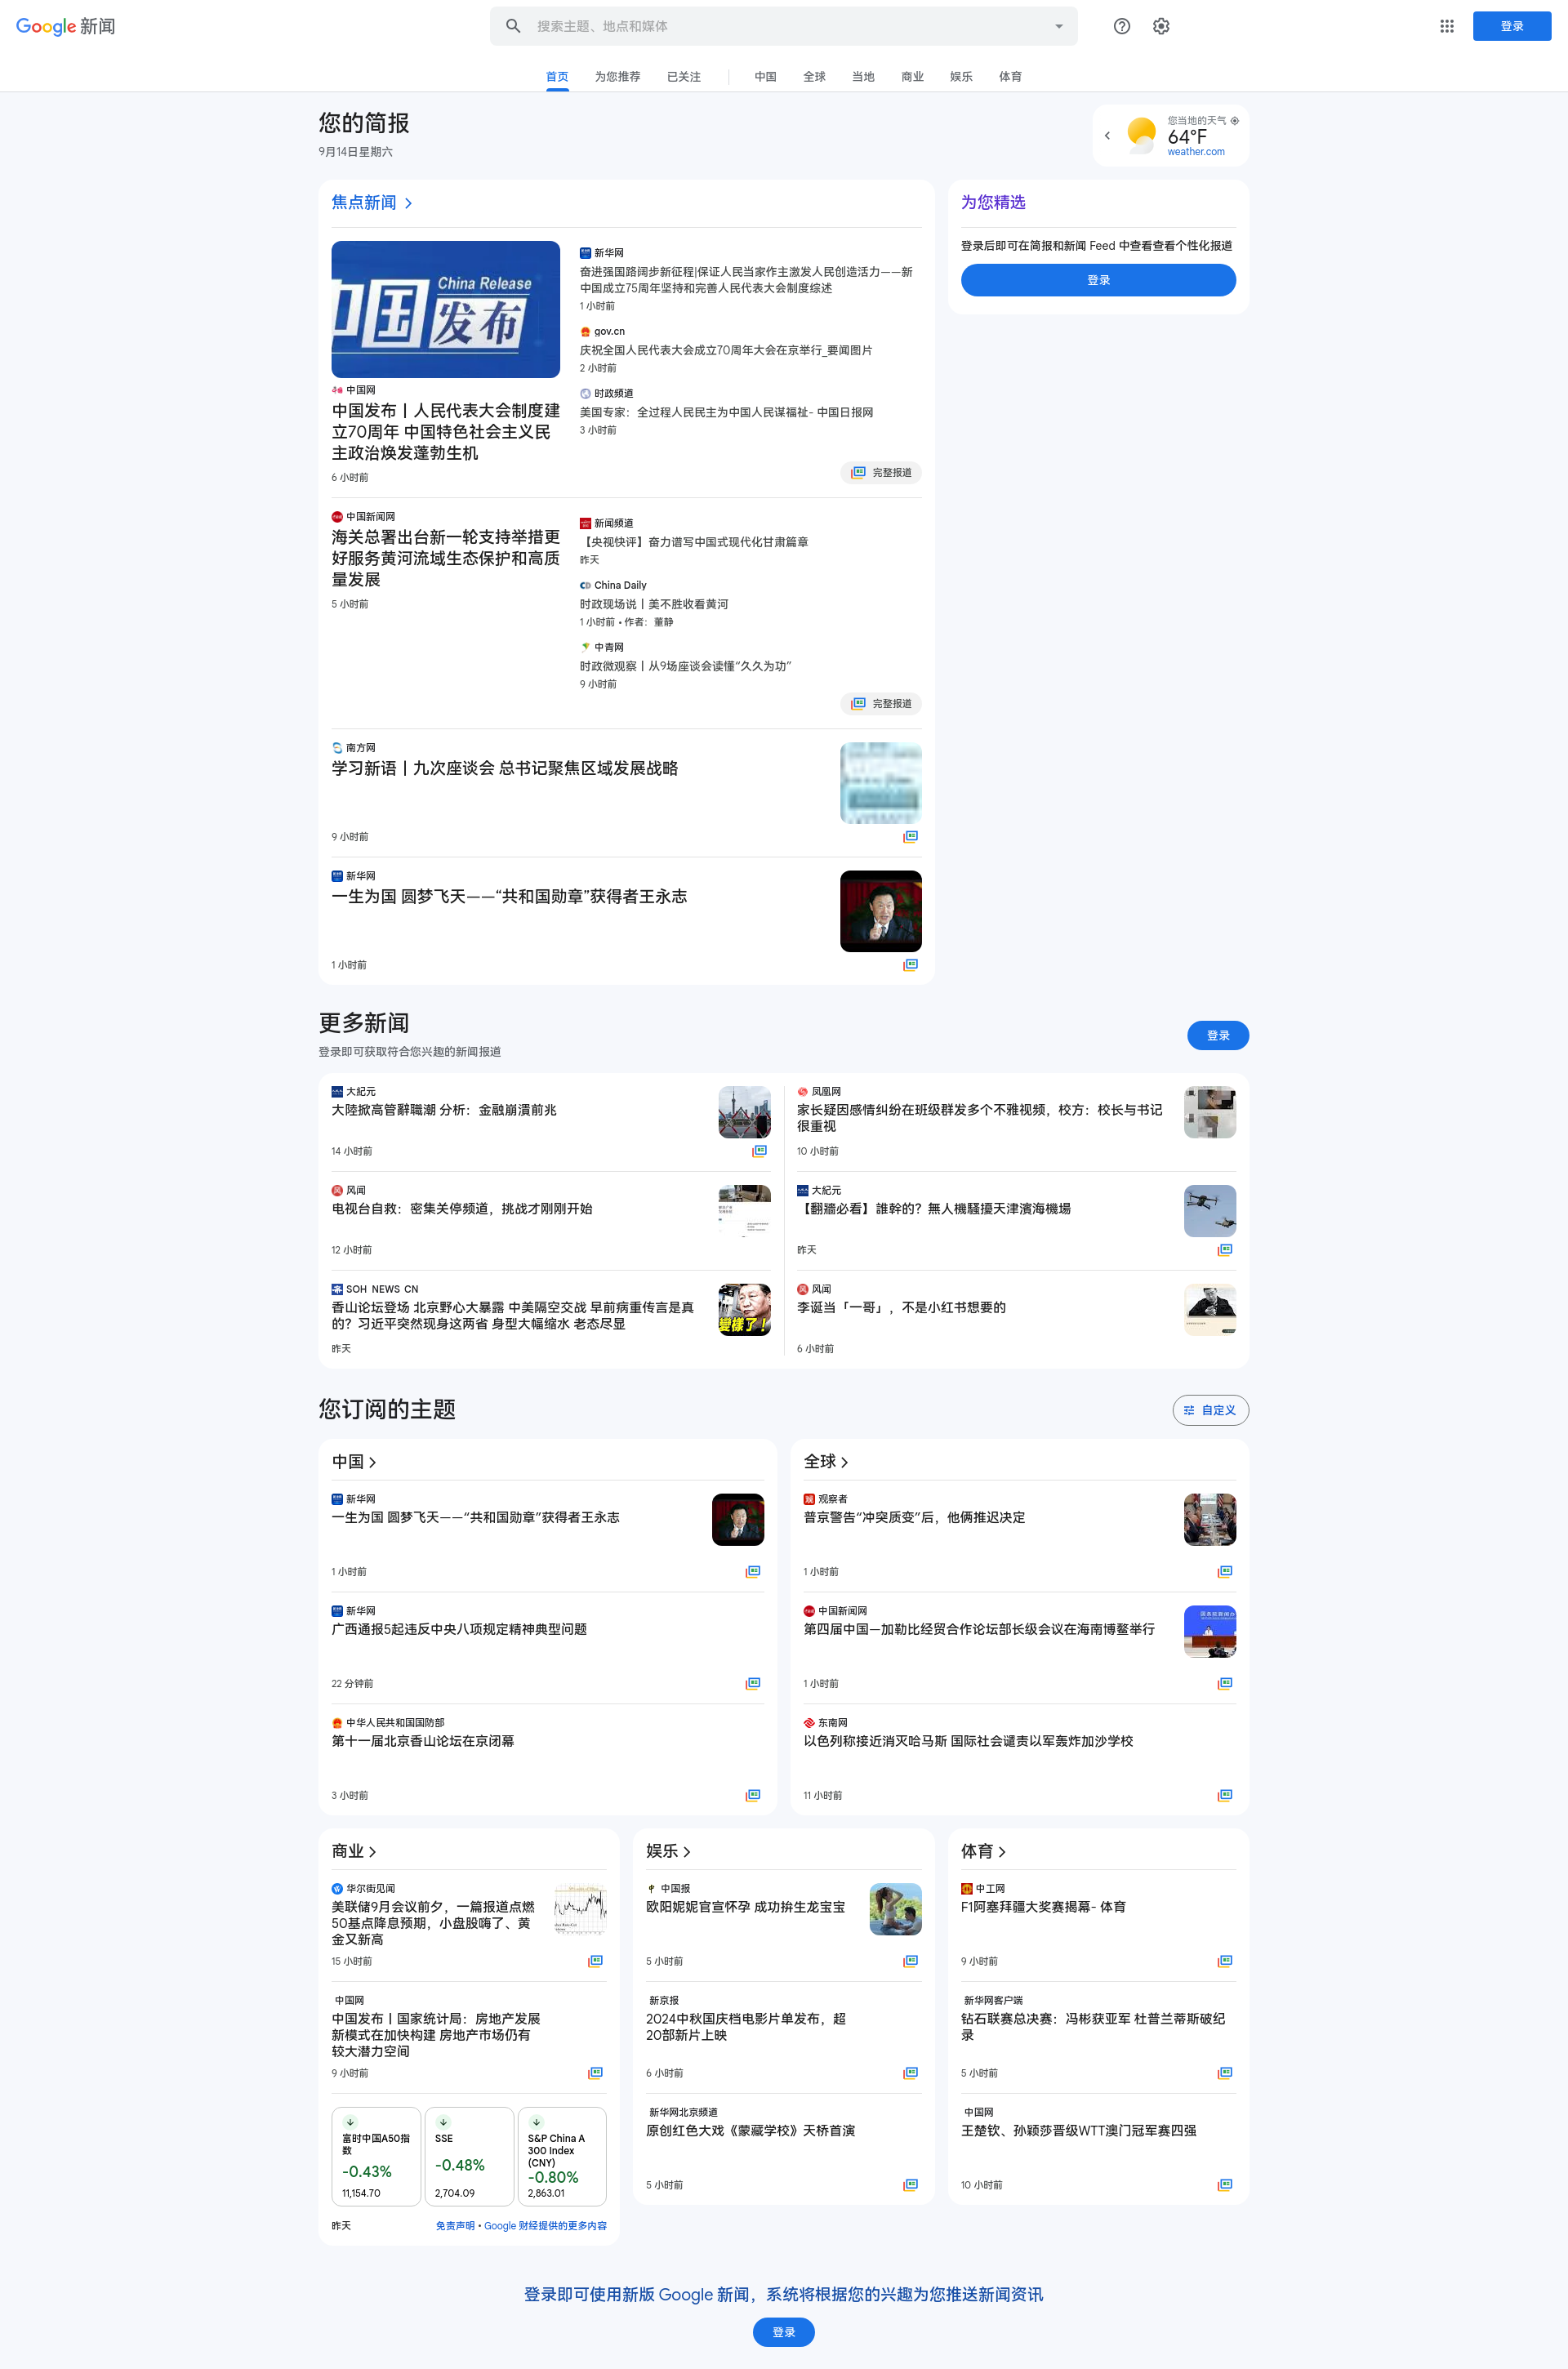 Google 新闻
搜索主题、地点和媒体
登录
首页
为您推荐
已关注
中国
全球
当地
商业
娱乐
体育
您的简报
9月14日星期六
您当地的天气
64°F
weather.com
焦点新闻
China Release
中国发布
中国网
中国发布丨人民代表大会制度建
立70周年 中国特色社会主义民
主政治焕发蓬勃生机
6 小时前
新华网
奋进强国路阔步新征程|保证人民当家作主激发人民创造活力——新
中国成立75周年坚持和完善人民代表大会制度综述
1 小时前
gov.cn
庆祝全国人民代表大会成立70周年大会在京举行_要闻图片
2 小时前
时政频道
美国专家：全过程人民民主为中国人民谋福祉- 中国日报网
3 小时前
完整报道
中国新闻网
海关总署出台新一轮支持举措更
好服务黄河流域生态保护和高质
量发展
5 小时前
新闻频道
【央视快评】奋力谱写中国式现代化甘肃篇章
昨天
China Daily
时政现场说丨美不胜收看黄河
1 小时前 • 作者：董静
中青网
时政微观察丨从9场座谈会读懂“久久为功”
9 小时前
完整报道
南方网
学习新语丨九次座谈会 总书记聚焦区域发展战略
9 小时前
新华网
一生为国 圆梦飞天——“共和国勋章”获得者王永志
1 小时前
为您精选
登录后即可在简报和新闻 Feed 中查看查看个性化报道
登录
更多新闻
登录即可获取符合您兴趣的新闻报道
登录
大紀元
大陸掀高管辭職潮 分析：金融崩潰前兆
14 小时前
凤凰网
家长疑因感情纠纷在班级群发多个不雅视频，校方：校长与书记
很重视
10 小时前
风闻
电视台自救：密集关停频道，挑战才刚刚开始
12 小时前
大紀元
【翻牆必看】誰幹的？無人機騷擾天津濱海機場
昨天
SOH NEWS CN
香山论坛登场 北京野心大暴露 中美隔空交战 早前病重传言是真
的？习近平突然现身这两省 身型大幅缩水 老态尽显
變樣了！
昨天
风闻
李诞当「一哥」，不是小红书想要的
6 小时前
您订阅的主题
自定义
中国
新华网
一生为国 圆梦飞天——“共和国勋章”获得者王永志
1 小时前
新华网
广西通报5起违反中央八项规定精神典型问题
22 分钟前
中华人民共和国国防部
第十一届北京香山论坛在京闭幕
3 小时前
全球
观察者
普京警告“冲突质变”后，他俩推迟决定
1 小时前
中国新闻网
第四届中国—加勒比经贸合作论坛部长级会议在海南博鳌举行
1 小时前
东南网
以色列称接近消灭哈马斯 国际社会谴责以军轰炸加沙学校
11 小时前
商业
华尔街见闻
美联储9月会议前夕，一篇报道点燃
50基点降息预期，小盘股嗨了、黄
金又新高
15 小时前
中国网
中国发布丨国家统计局：房地产发展
新模式在加快构建 房地产市场仍有
较大潜力空间
9 小时前
富时中国A50指
数
-0.43%
11,154.70
SSE
-0.48%
2,704.09
S&P China A
300 Index
(CNY)
-0.80%
2,863.01
昨天
免责声明 • Google 财经提供的更多内容
娱乐
中国报
欧阳妮妮官宣怀孕 成功拚生龙宝宝
5 小时前
新京报
2024中秋国庆档电影片单发布，超
20部新片上映
6 小时前
新华网北京频道
原创红色大戏《蒙藏学校》天桥首演
5 小时前
体育
中工网
F1阿塞拜疆大奖赛揭幕- 体育
9 小时前
新华网客户端
钻石联赛总决赛：冯彬获亚军 杜普兰蒂斯破纪
录
5 小时前
中国网
王楚钦、孙颖莎晋级WTT澳门冠军赛四强
10 小时前
登录即可使用新版 Google 新闻，系统将根据您的兴趣为您推送新闻资讯
登录